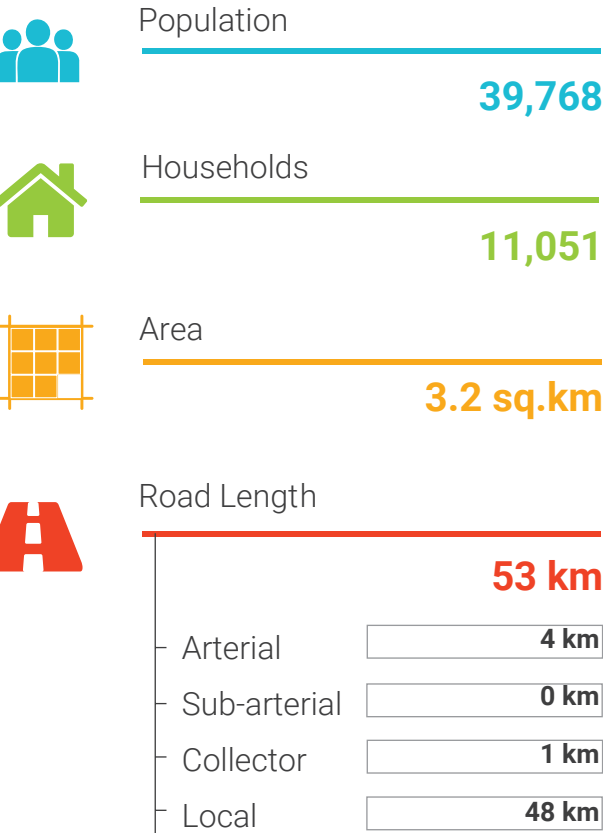 Population
39,768
Households
11,051
Area
3.2 sq.km
Road Length
53 km
Arterial 4 km
Sub-arterial 0 km
Collector 1 km
Local 48 km